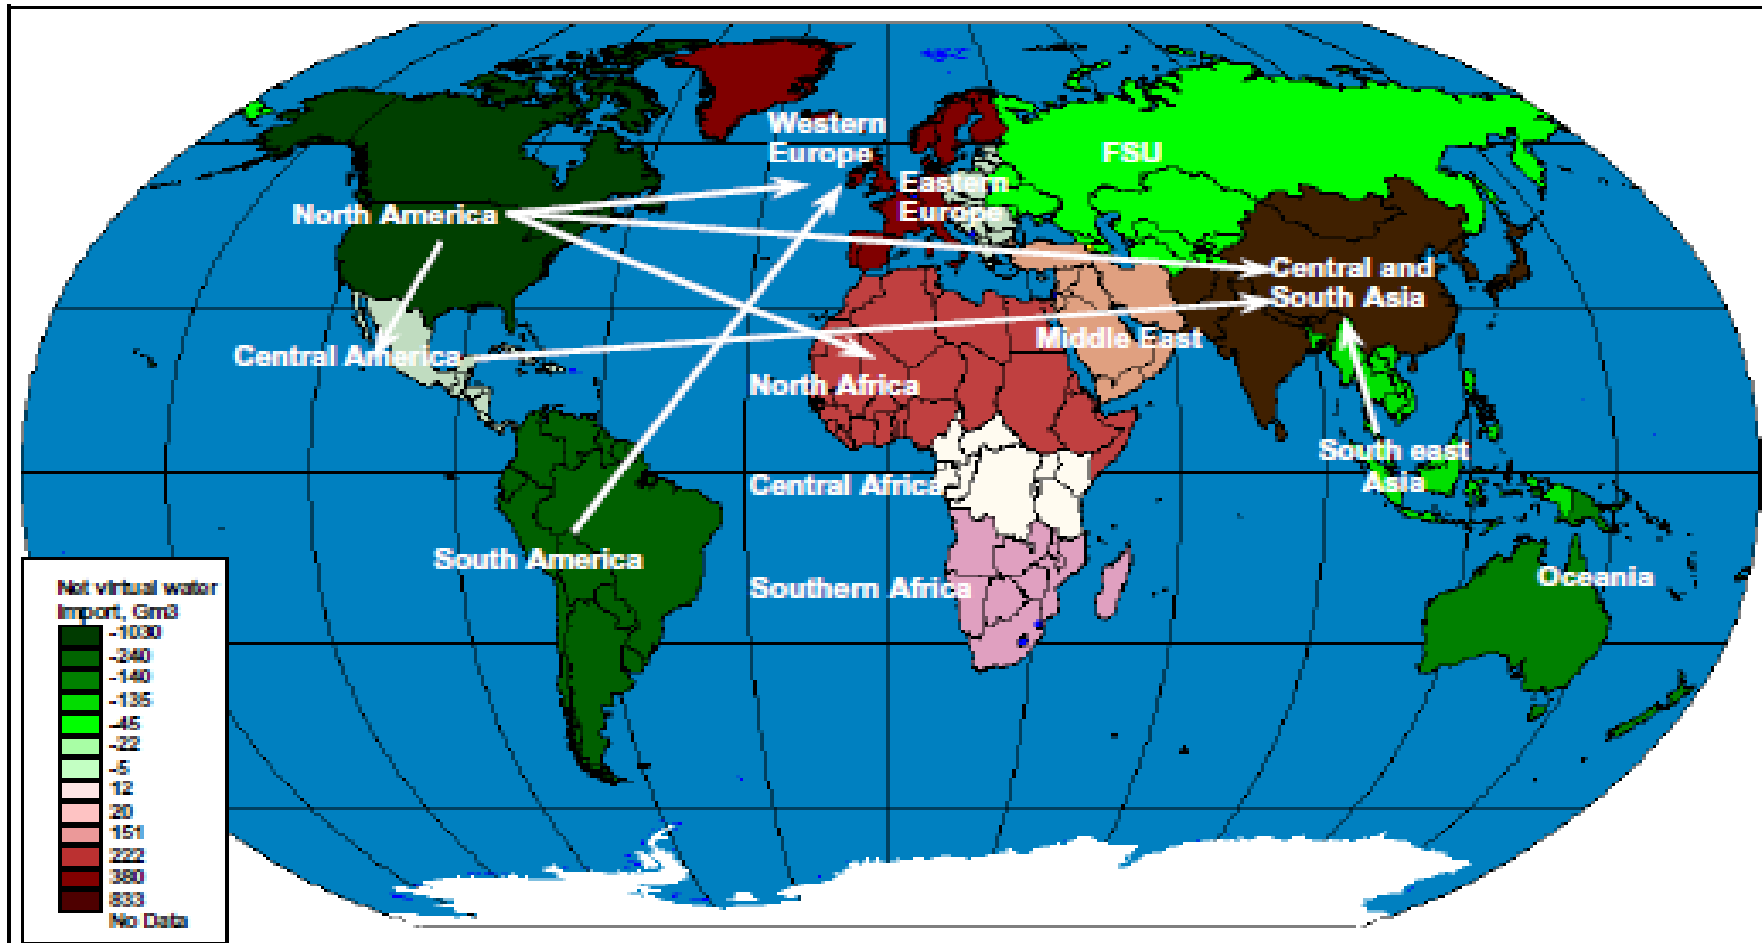 Western
Europe
FSU
Eastern
Europe
North America
Central and
South Asia
Middle East
Central America
North Africa
South east
Asia
Central Africa
South America
Southern Africa
Oceania
Net virtual water
Import, Gm3
-1030
-240
-140
-135
-45
-22
-5
12
20
151
222
380
833
No Data